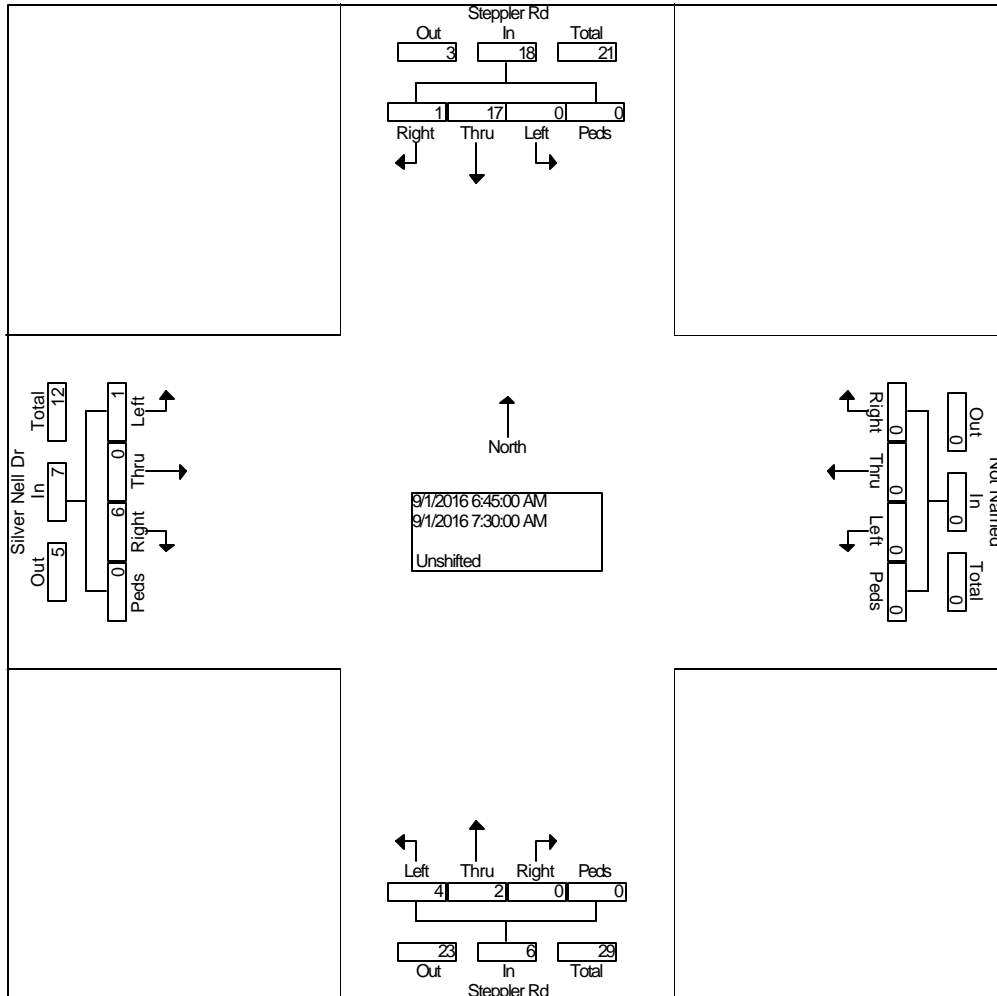 Steppler Rd
Out In Total
3 18 21
1 17 0 0
Right Thru Left Peds
Silver Nell Dr
Total In Out
12 7 5
1 0 6 0
Left Thru Right Peds
North
9/1/2016 6:45:00 AM
9/1/2016 7:30:00 AM
Unshifted
Right Thru Left Peds
0 0 0 0
Out In Total
0 0 0
Not Named
Left Thru Right Peds
4 2 0 0
23 6 29
Out In Total
Steppler Rd